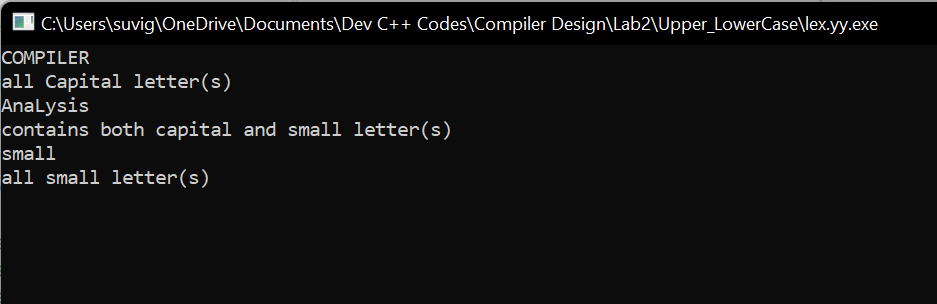 C:\Users\suvig\OneDrive\Documents\Dev C++ Codes\Compiler Design\Lab2\Upper_LowerCase\lex.yy.exe
COMPILER
all Capital letter(s)
AnaLysis
contains both capital and small letter(s)
small
all small letter(s)